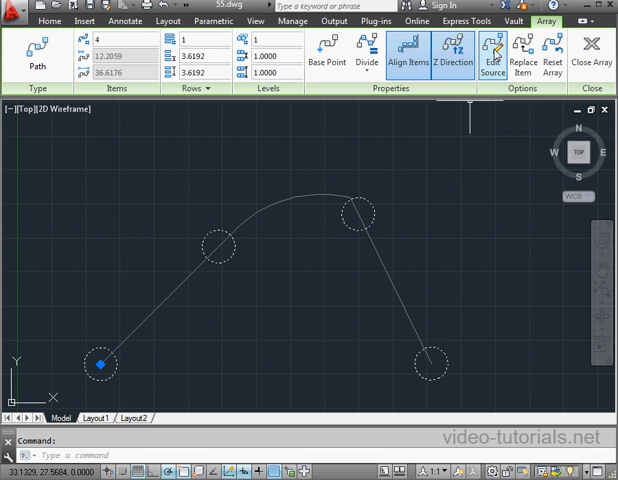 55.dwg
Type a keyword or phrase
Sign In
Home Insert Annotate Layout Parametric View Manage Output Plug-ins Online Express Tools Vault Array
Path
4
12.2059
36.6176
1
3.6192
3.6192
1
1.0000
1.0000
Base Point
Divide
Align Items
Z Direction
Edit Source
Replace Item
Reset Array
Close Array
Type Items Rows Levels Properties Options Close
[−][Top][2D Wireframe]
N
W TOP E
S
WCS
Y
X
Model Layout1 Layout2
Command:
Type a command
video-tutorials.net
33.1329, 27.5684, 0.0000
1:1